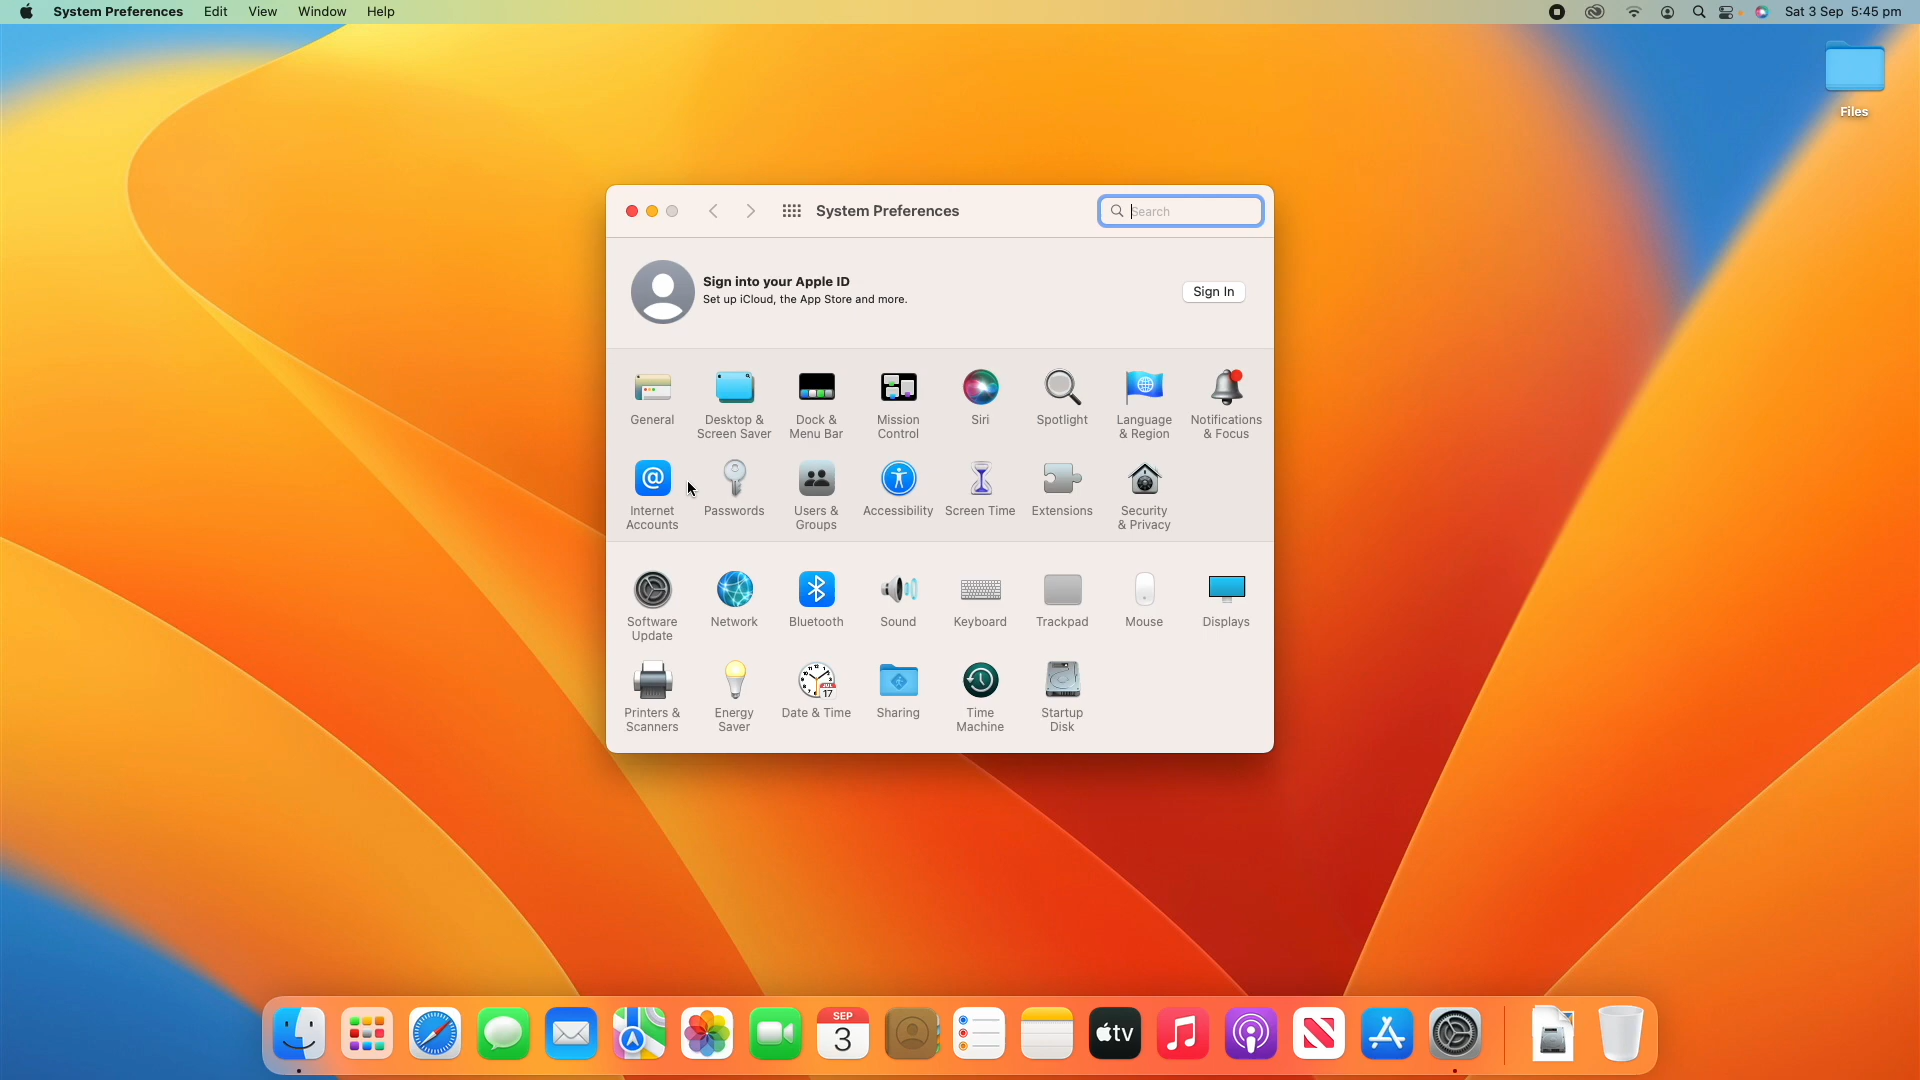 System Preferences Edit View Window Help
Sat 3 Sep 5:45 pm
Files
System Preferences
Search
Sign into your Apple ID
Set up iCloud, the App Store and more.
Sign In
General
Desktop &
Screen Saver
Dock &
Menu Bar
Mission
Control
Siri
Spotlight
Language
& Region
Notifications
& Focus
Internet
Accounts
Passwords
Users &
Groups
Accessibility
Screen Time
Extensions
Security
& Privacy
Software
Update
Network
Bluetooth
Sound
Keyboard
Trackpad
Mouse
Displays
Printers &
Scanners
Energy
Saver
Date & Time
Sharing
Time
Machine
Startup
Disk
SEP
3
tv